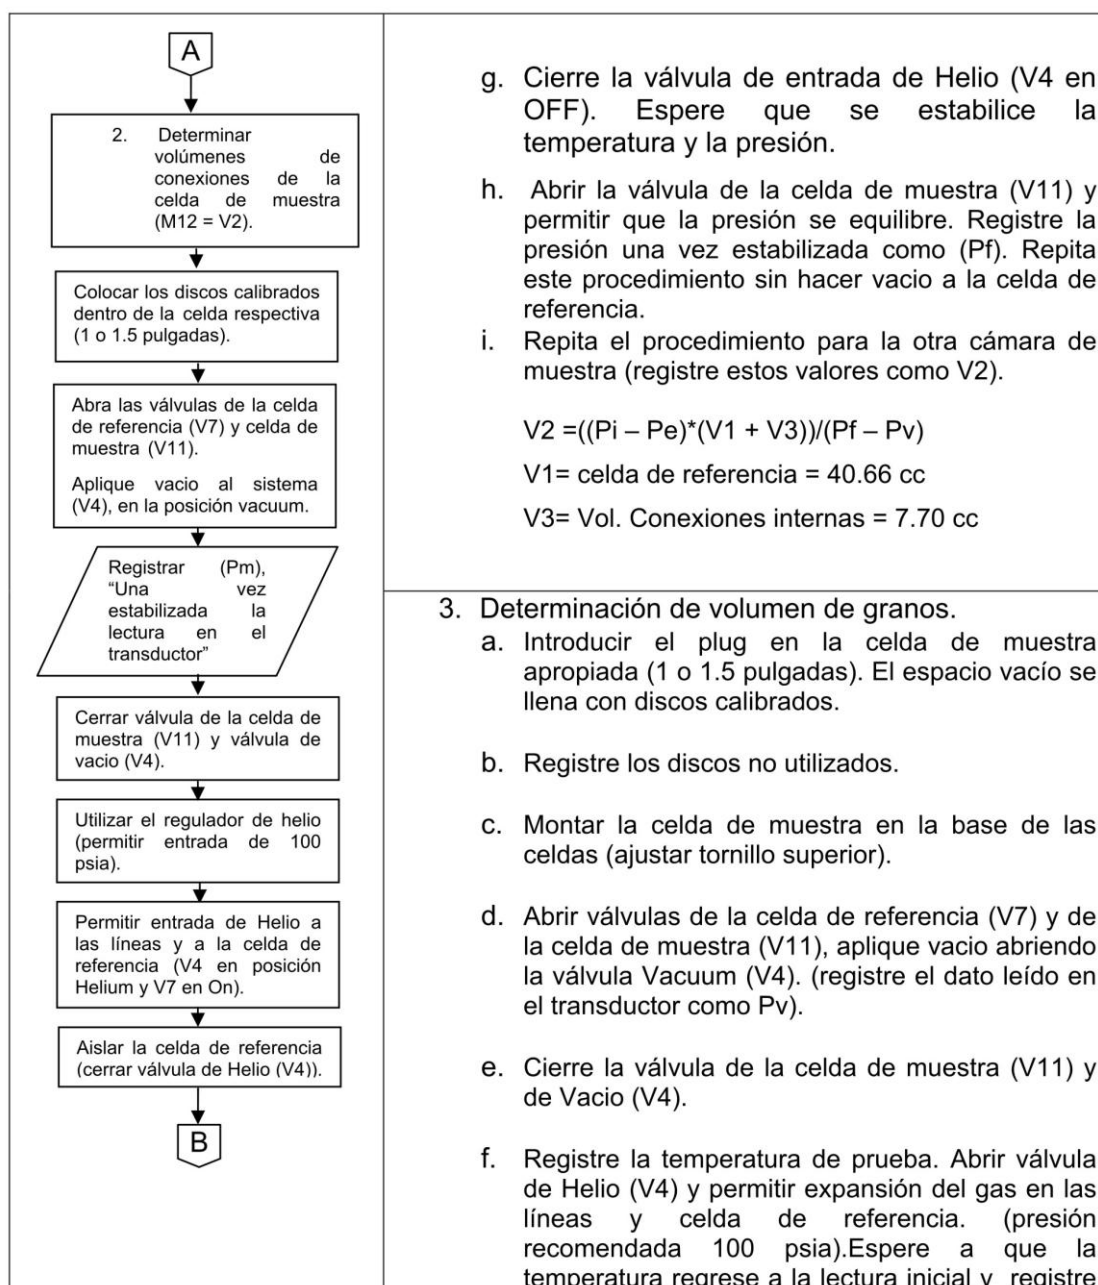 A
2. Determinar
volúmenes de
conexiones de la
celda de muestra
(M12 = V2).
Colocar los discos calibrados
dentro de la celda respectiva
(1 o 1.5 pulgadas).
Abra las válvulas de la celda
de referencia (V7) y celda de
muestra (V11).
Aplique vacio al sistema
(V4), en la posición vacuum.
Registrar (Pm),
“Una vez
estabilizada la
lectura en el
transductor”
Cerrar válvula de la celda de
muestra (V11) y válvula de
vacio (V4).
Utilizar el regulador de helio
(permitir entrada de 100
psia).
Permitir entrada de Helio a
las líneas y a la celda de
referencia (V4 en posición
Helium y V7 en On).
Aislar la celda de referencia
(cerrar válvula de Helio (V4)).
B
g. Cierre la válvula de entrada de Helio (V4 en
OFF). Espere que se estabilice la
temperatura y la presión.
h. Abrir la válvula de la celda de muestra (V11) y
permitir que la presión se equilibre. Registre la
presión una vez estabilizada como (Pf). Repita
este procedimiento sin hacer vacio a la celda de
referencia.
i. Repita el procedimiento para la otra cámara de
muestra (registre estos valores como V2).
V2 =((Pi – Pe)*(V1 + V3))/(Pf – Pv)
V1= celda de referencia = 40.66 cc
V3= Vol. Conexiones internas = 7.70 cc
3. Determinación de volumen de granos.
a. Introducir el plug en la celda de muestra
apropiada (1 o 1.5 pulgadas). El espacio vacío se
llena con discos calibrados.
b. Registre los discos no utilizados.
c. Montar la celda de muestra en la base de las
celdas (ajustar tornillo superior).
d. Abrir válvulas de la celda de referencia (V7) y de
la celda de muestra (V11), aplique vacio abriendo
la válvula Vacuum (V4). (registre el dato leído en
el transductor como Pv).
e. Cierre la válvula de la celda de muestra (V11) y
de Vacio (V4).
f. Registre la temperatura de prueba. Abrir válvula
de Helio (V4) y permitir expansión del gas en las
líneas y celda de referencia. (presión
recomendada 100 psia).Espere a que la
temperatura regrese a la lectura inicial y registre